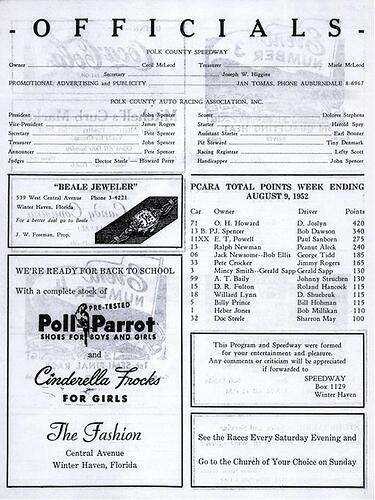 - O F F I C I A L S -
POLK COUNTY SPEEDWAY
Owner Cecil McLeod Treasurer Marie McLeod
Secretary Joseph W. Higgins
PROMOTIONAL ADVERTISING and PUBLICITY JAN TOMAS, PHONE AUBURNDALE 8-6967
POLK COUNTY AUTO RACING ASSOCIATION, INC.
President John Spencer
Vice-President James Rogers
Secretary Pete Spencer
Treasurer John Spencer
Announcer Pete Spencer
Judges Doctor Steele — Howard Perry
Scorer Dolories Stephens
Starter Harold Spey
Assistant Starter Earl Booner
Pit Steward Tiny Denmark
Racing Registrar Lefty Scott
Handicapper John Spencer
"BEALE JEWELER"
539 West Central Avenue Phone 3-4221
Winter Haven, Florida
For a better deal go to Beale
J. W. Foreman, Prop.
WE'RE READY FOR BACK TO SCHOOL
With a complete stock of
PRE-TESTED
Poll Parrot
SHOES FOR BOYS AND GIRLS
and
Cinderella Frocks
FOR GIRLS
The Fashion
Central Avenue
Winter Haven, Florida
PCARA TOTAL POINTS WEEK ENDING
AUGUST 9, 1952
Car Owner Driver Points
71 O. H. Howard D. Joslyn 420
13 B. P.J. Spencer Bob Dawson 340
11XX E. T. Powell Paul Sanborn 275
13 Ralph Newman Peanut Alck 240
06 Jack Newsome—Bob Ellis George Tidd 185
33 Pete Crocker Jimmy Rogers 165
3 Mincy Smith—Gerald Sapp Gerald Sapp 130
99 A. T. Baily Johnny Struchen 130
15 D. R. Fulton Roland Hancock 115
18 Willard Lynn D. Shuebruk 115
21 Billy Prince Bill Hohman 115
1 Heber Jones Bob Millikan 110
32 Doc Steele Sharron May 100
This Program and Speedway were formed
for your entertainment and pleasure.
Any comments or criticism will be appreciated
if forwarded to
SPEEDWAY
Box 1129
Winter Haven
See the Races Every Saturday Evening and
Go to the Church of Your Choice on Sunday